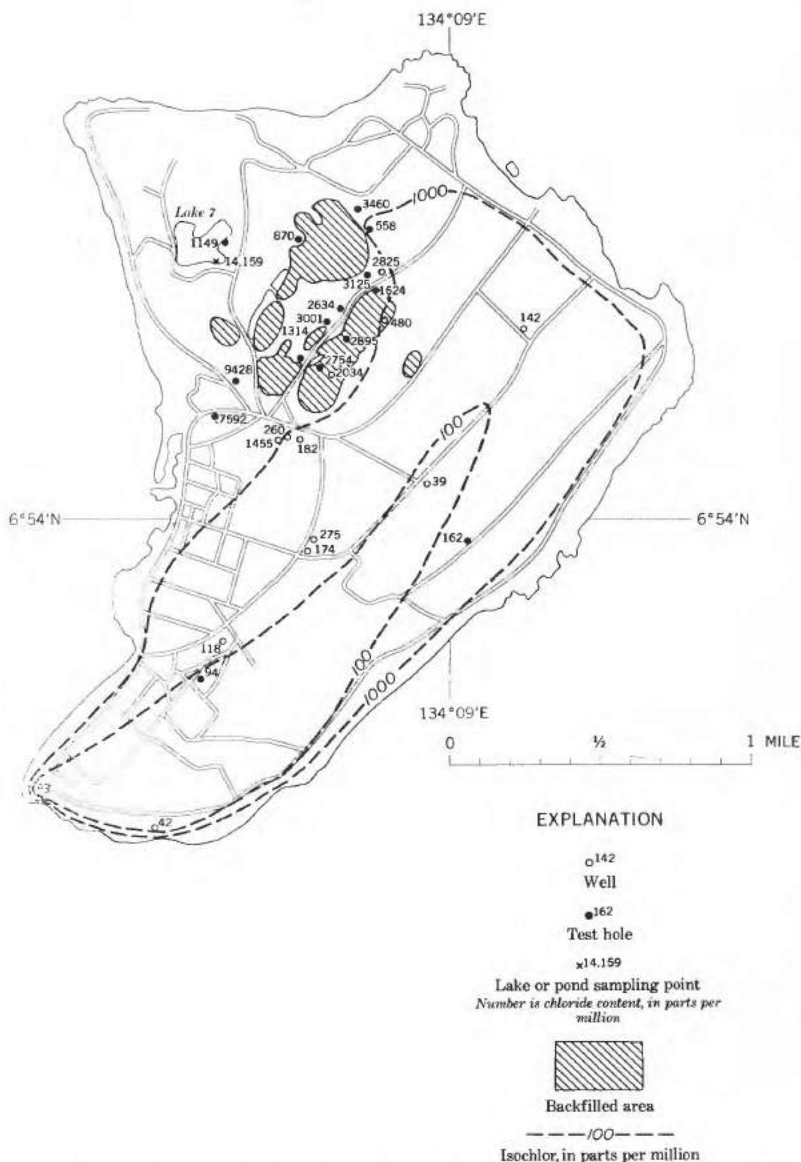 134°09'E
1000
3460
558
Lake 7
870
1149
2825
14,159
3125
1624
2634
142
3001
480
1314
2895
2754
9428
2034
7592
100
260
1455
182
39
6°54'N
6°54'N
275
174
162
118
94
100
1000
134°09'E
0 ½ 1 MILE
42
EXPLANATION
142
Well
162
Test hole
14,159
Lake or pond sampling point
Number is chloride content, in parts per
million
Backfilled area
100
Isochlor, in parts per million